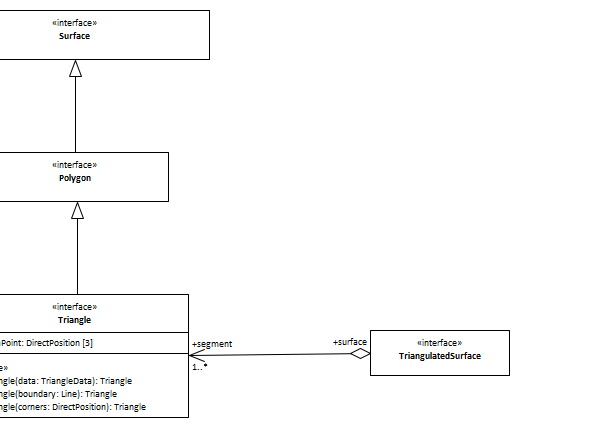 «interface»
Surface
«interface»
Polygon
«interface»
Triangle
Point: DirectPosition [3]
+segment
1..*
+surface
«interface»
TriangulatedSurface
e»
ngle(data: TriangleData): Triangle
ngle(boundary: Line): Triangle
ngle(corners: DirectPosition): Triangle